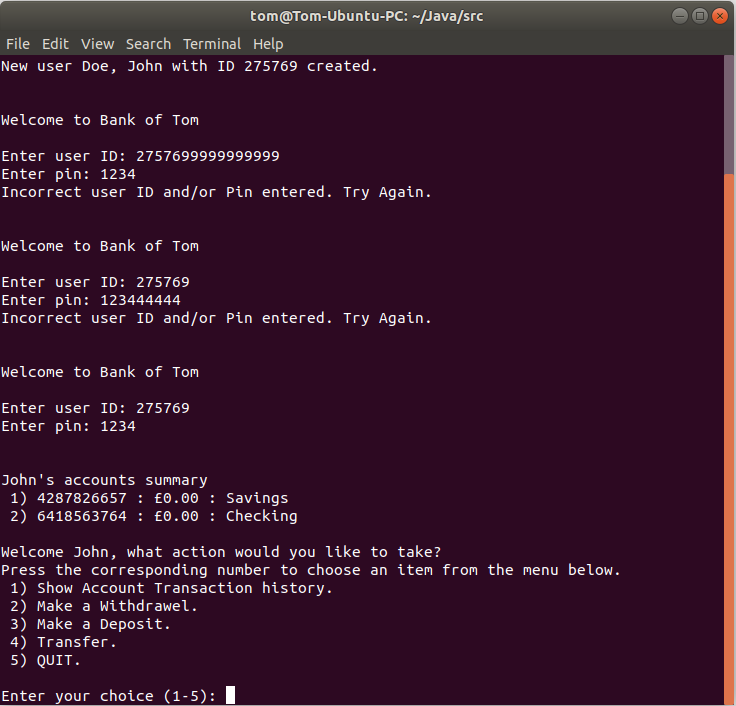 tom@Tom-Ubuntu-PC: ~/Java/src
File Edit View Search Terminal Help
New user Doe, John with ID 275769 created.
Welcome to Bank of Tom
Enter user ID: 2757699999999999
Enter pin: 1234
Incorrect user ID and/or Pin entered. Try Again.
Welcome to Bank of Tom
Enter user ID: 275769
Enter pin: 123444444
Incorrect user ID and/or Pin entered. Try Again.
Welcome to Bank of Tom
Enter user ID: 275769
Enter pin: 1234
John's accounts summary
1) 4287826657 : £0.00 : Savings
2) 6418563764 : £0.00 : Checking
Welcome John, what action would you like to take?
Press the corresponding number to choose an item from the menu below.
1) Show Account Transaction history.
2) Make a Withdrawel.
3) Make a Deposit.
4) Transfer.
5) QUIT.
Enter your choice (1-5):